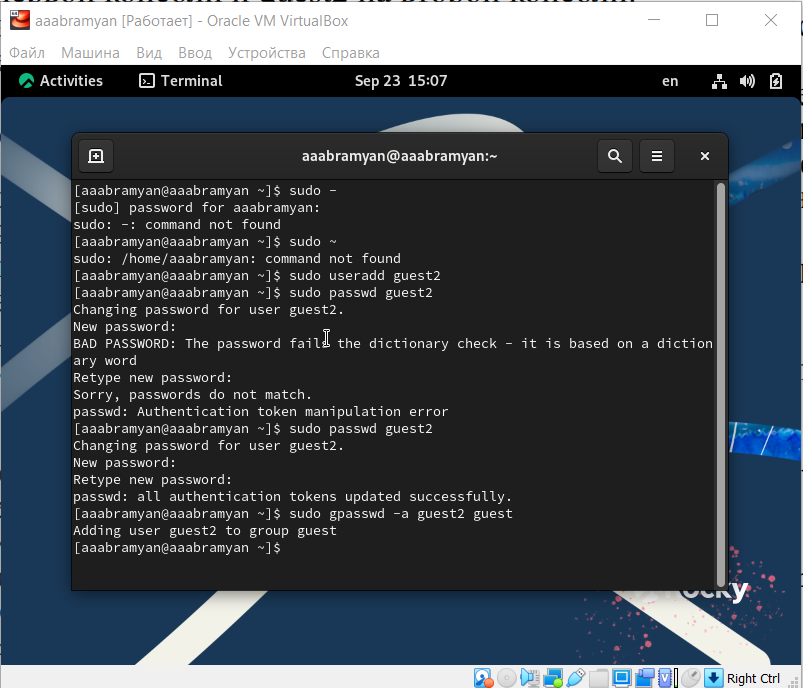 aaabramyan [Работает] - Oracle VM VirtualBox
Файл Машина Вид Ввод Устройства Справка
Activities Terminal Sep 23 15:07 en
aaabramyan@aaabramyan:~
[aaabramyan@aaabramyan ~]$ sudo -
[sudo] password for aaabramyan:
sudo: -: command not found
[aaabramyan@aaabramyan ~]$ sudo ~
sudo: /home/aaabramyan: command not found
[aaabramyan@aaabramyan ~]$ sudo useradd guest2
[aaabramyan@aaabramyan ~]$ sudo passwd guest2
Changing password for user guest2.
New password:
BAD PASSWORD: The password fails the dictionary check - it is based on a diction
ary word
Retype new password:
Sorry, passwords do not match.
passwd: Authentication token manipulation error
[aaabramyan@aaabramyan ~]$ sudo passwd guest2
Changing password for user guest2.
New password:
Retype new password:
passwd: all authentication tokens updated successfully.
[aaabramyan@aaabramyan ~]$ sudo gpasswd -a guest2 guest
Adding user guest2 to group guest
[aaabramyan@aaabramyan ~]$
Right Ctrl